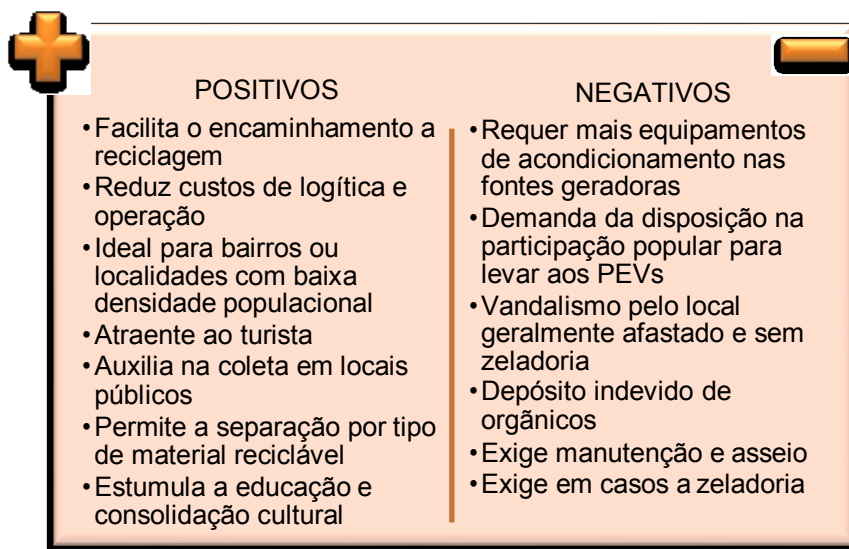 POSITIVOS
•Facilita o encaminhamento a
reciclagem
•Reduz custos de logítica e
operação
•Ideal para bairros ou
localidades com baixa
densidade populacional
•Atraente ao turista
•Auxilia na coleta em locais
públicos
•Permite a separação por tipo
de material reciclável
•Estumula a educação e
consolidação cultural
NEGATIVOS
•Requer mais equipamentos
de acondicionamento nas
fontes geradoras
•Demanda da disposição na
participação popular para
levar aos PEVs
•Vandalismo pelo local
geralmente afastado e sem
zeladoria
•Depósito indevido de
orgãnicos
•Exige manutenção e asseio
•Exige em casos a zeladoria